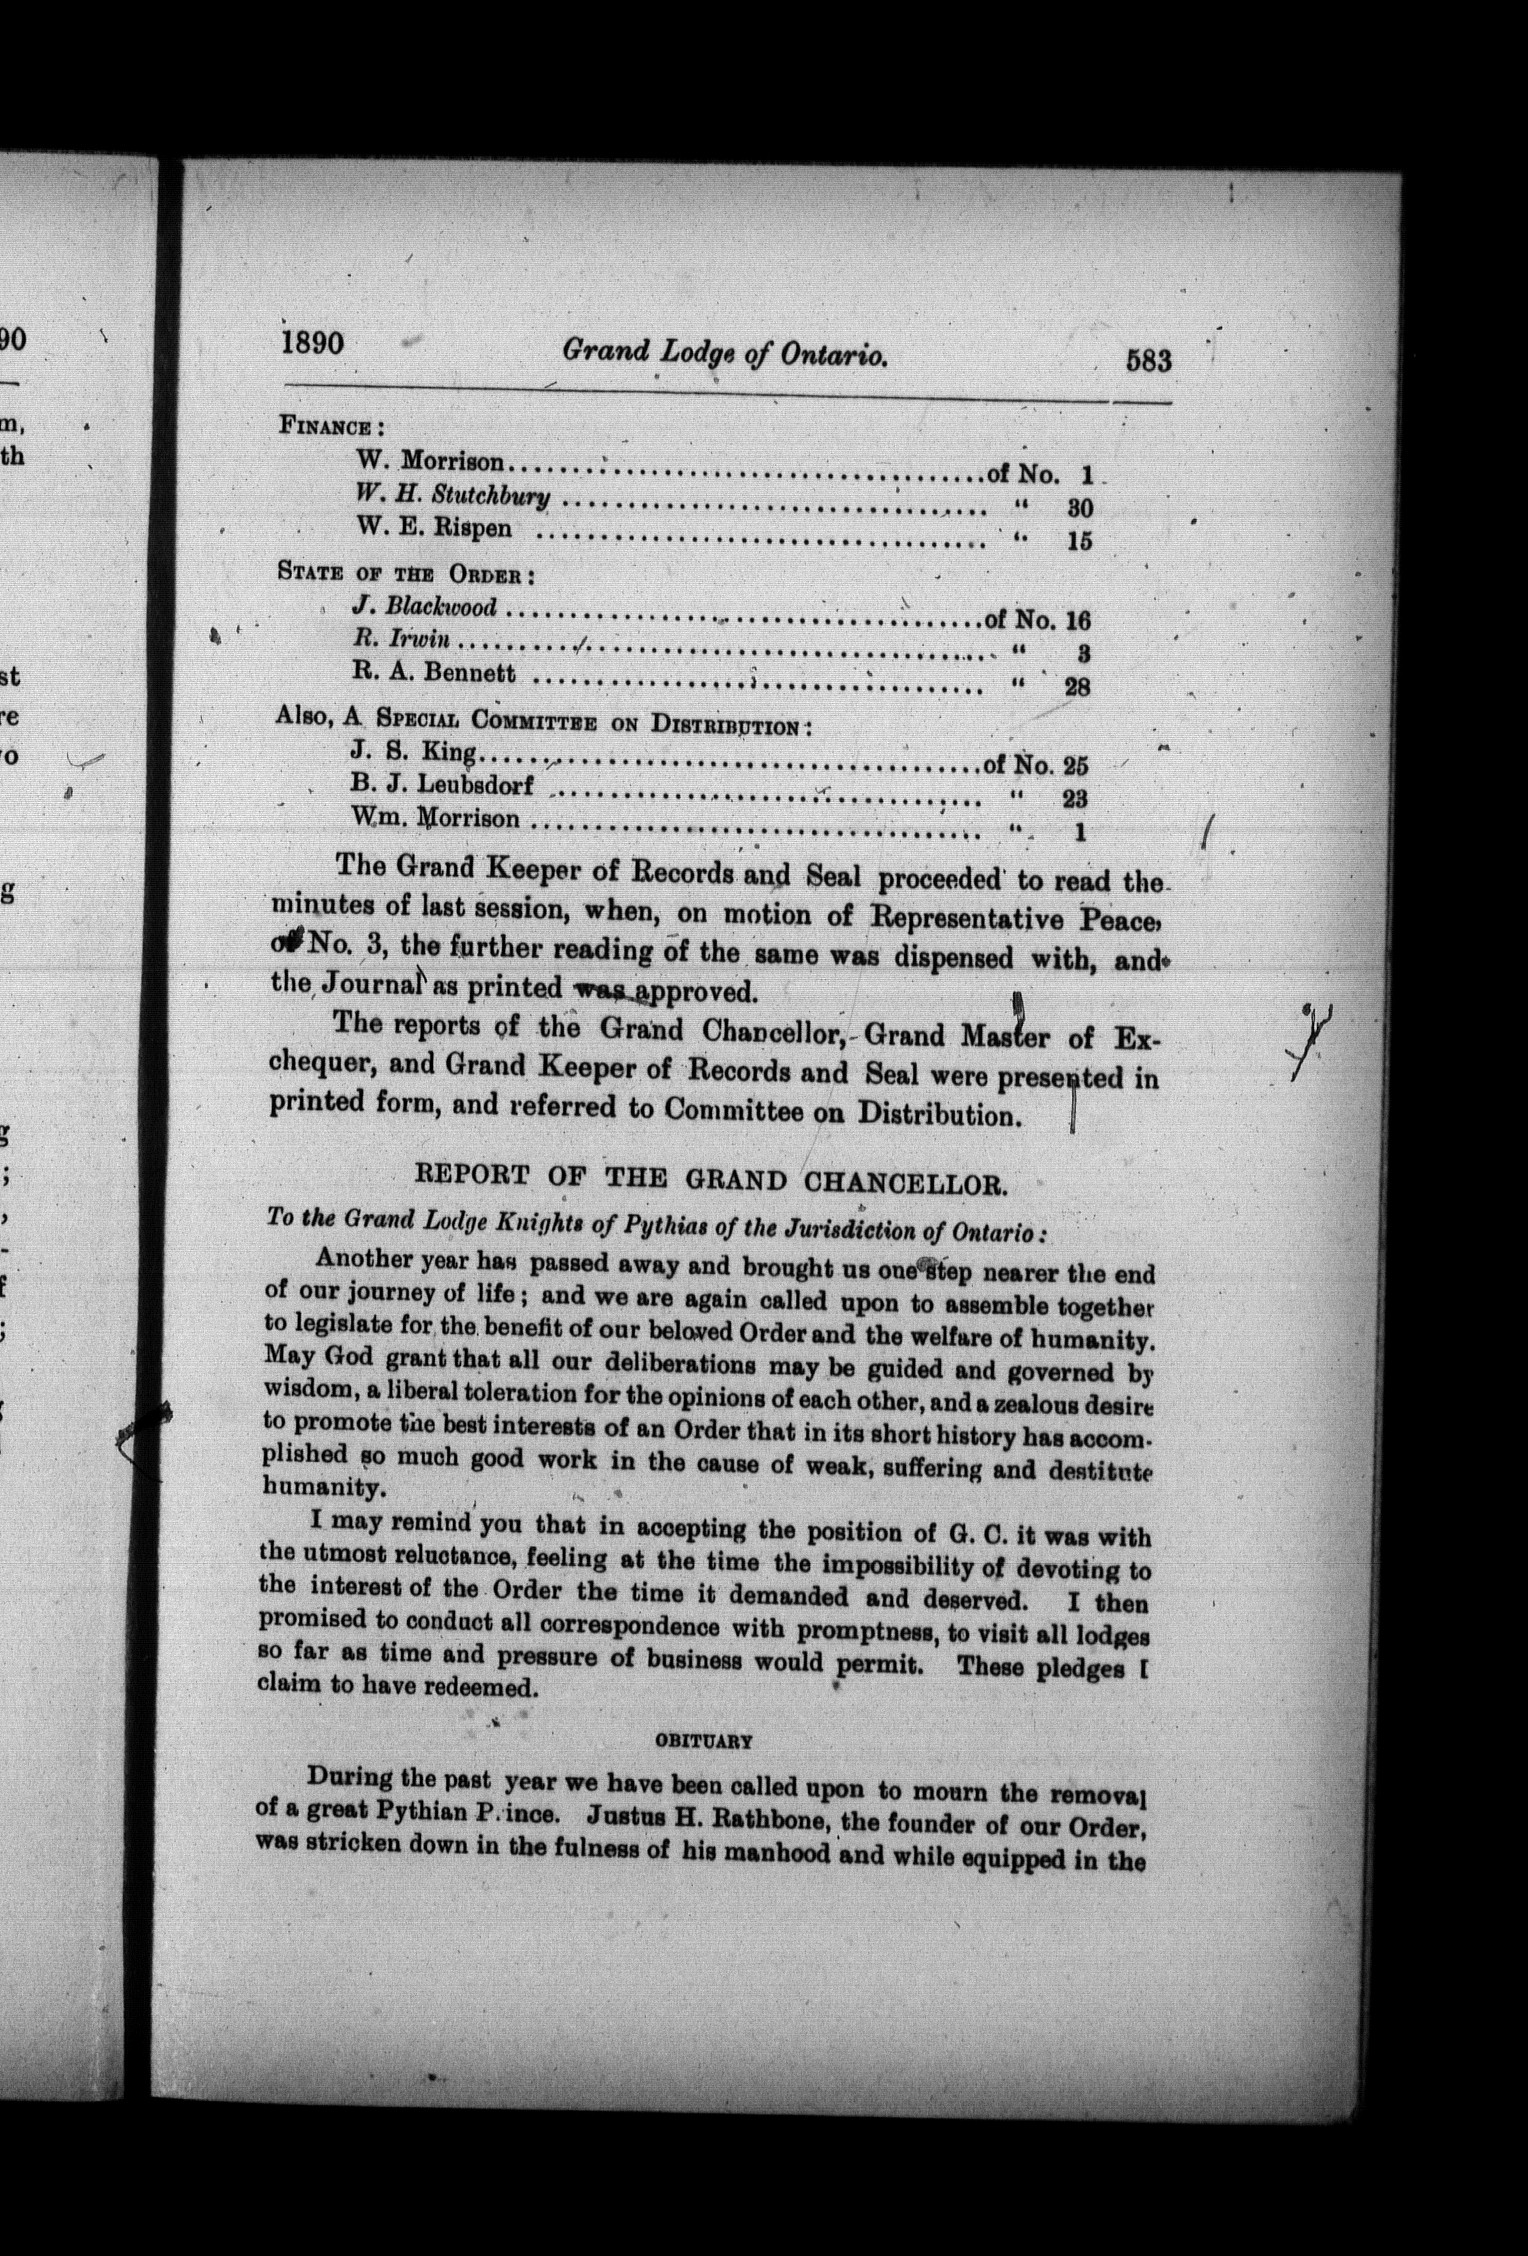 1890 Grand Lodge of Ontario. 583
FINANCE:
W. Morrison......................................of No. 1
W. H. Stutchbury .................................. “ 30
W. E. Rispen .................................... “ 15
STATE OF THE ORDER:
J. Blackwood ......................................of No. 16
R. Irwin .......................................... “ 3
R. A. Bennett .................................... “ 28
Also, A SPECIAL COMMITTEE ON DISTRIBUTION:
J. S. King........................................of No. 25
B. J. Leubsdorf .................................. “ 23
Wm. Morrison .................................... “ 1
The Grand Keeper of Records and Seal proceeded to read the
minutes of last session, when, on motion of Representative Peace,
of No. 3, the further reading of the same was dispensed with, and
the Journal as printed was approved.
The reports of the Grand Chancellor, Grand Master of Ex-
chequer, and Grand Keeper of Records and Seal were presented in
printed form, and referred to Committee on Distribution.
REPORT OF THE GRAND CHANCELLOR.
To the Grand Lodge Knights of Pythias of the Jurisdiction of Ontario:
Another year has passed away and brought us one step nearer the end
of our journey of life; and we are again called upon to assemble together
to legislate for the benefit of our beloved Order and the welfare of humanity.
May God grant that all our deliberations may be guided and governed by
wisdom, a liberal toleration for the opinions of each other, and a zealous desire
to promote the best interests of an Order that in its short history has accom-
plished so much good work in the cause of weak, suffering and destitute
humanity.
I may remind you that in accepting the position of G. C. it was with
the utmost reluctance, feeling at the time the impossibility of devoting to
the interest of the Order the time it demanded and deserved. I then
promised to conduct all correspondence with promptness, to visit all lodges
so far as time and pressure of business would permit. These pledges I
claim to have redeemed.
OBITUARY
During the past year we have been called upon to mourn the removal
of a great Pythian P.ince. Justus H. Rathbone, the founder of our Order,
was stricken down in the fulness of his manhood and while equipped in the